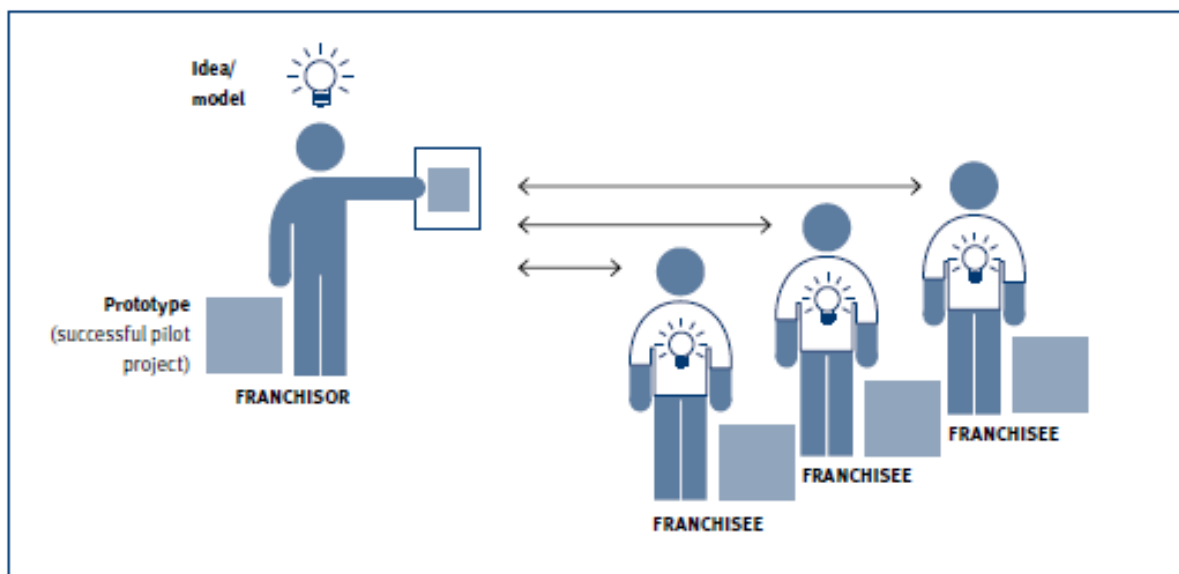 Idea/
model
Prototype
(successful pilot
project)
FRANCHISOR
FRANCHISEE
FRANCHISEE
FRANCHISEE